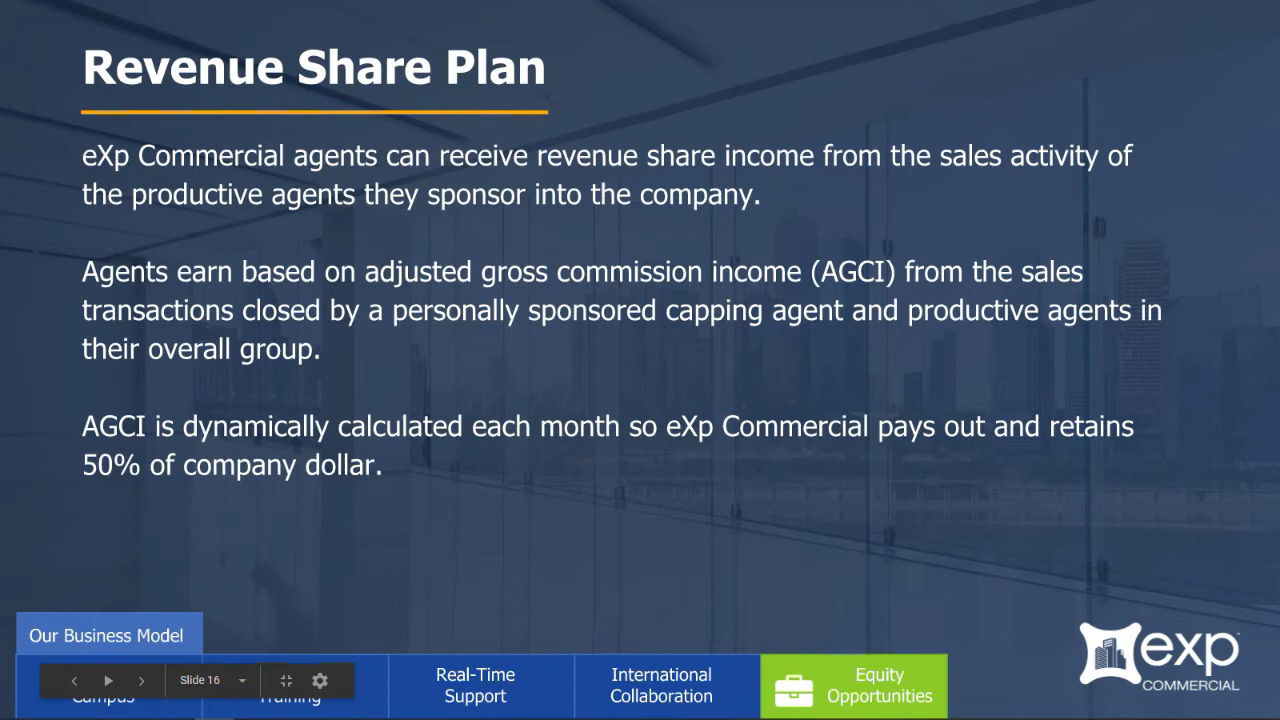 Revenue Share Plan
eXp Commercial agents can receive revenue share income from the sales activity of
the productive agents they sponsor into the company.
Agents earn based on adjusted gross commission income (AGCI) from the sales
transactions closed by a personally sponsored capping agent and productive agents in
their overall group.
AGCI is dynamically calculated each month so eXp Commercial pays out and retains
50% of company dollar.
Our Business Model
Slide 16
Campus
Training
Real-Time
Support
International
Collaboration
Equity
Opportunities
exp
COMMERCIAL